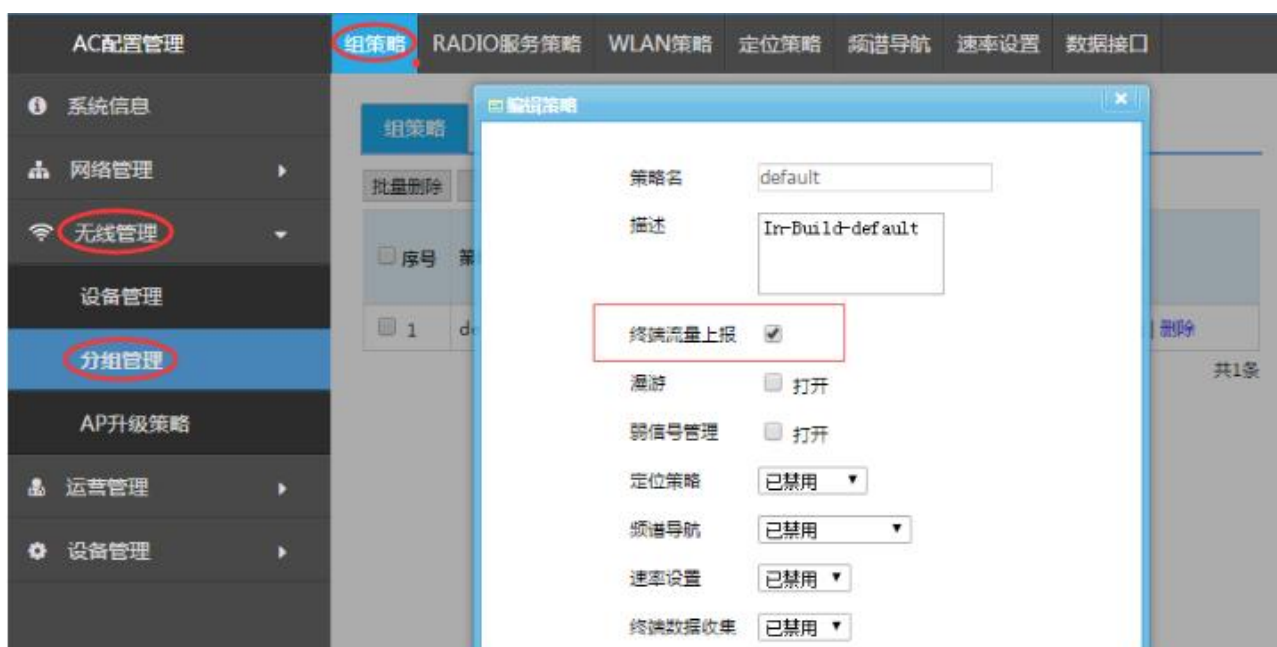 AC配置管理
组策略 RADIO服务策略 WLAN策略 定位策略 频谱导航 速率设置 数据接口
系统信息
网络管理
无线管理
设备管理
分组管理
AP升级策略
运营管理
设备管理
组策略
批量删除
序号 策
1 de
删除
共1条
编辑策略
策略名 default
描述 In-Build-default
终端流量上报
漫游 打开
弱信号管理 打开
定位策略 已禁用
频谱导航 已禁用
速率设置 已禁用
终端数据收集 已禁用